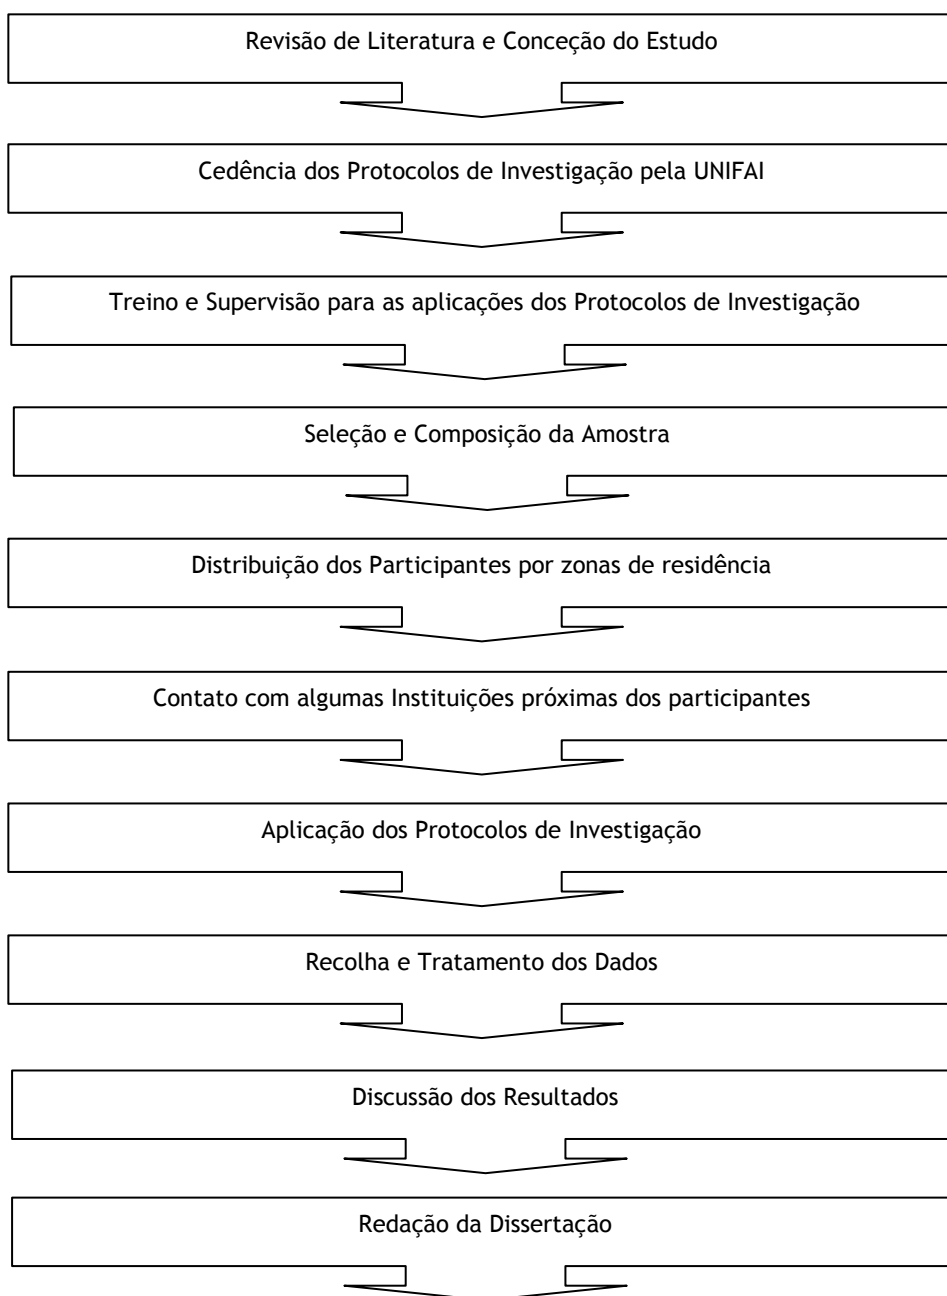 Revisão de Literatura e Conceção do Estudo
Cedência dos Protocolos de Investigação pela UNIFAI
Treino e Supervisão para as aplicações dos Protocolos de Investigação
Seleção e Composição da Amostra
Distribuição dos Participantes por zonas de residência
Contato com algumas Instituições próximas dos participantes
Aplicação dos Protocolos de Investigação
Recolha e Tratamento dos Dados
Discussão dos Resultados
Redação da Dissertação